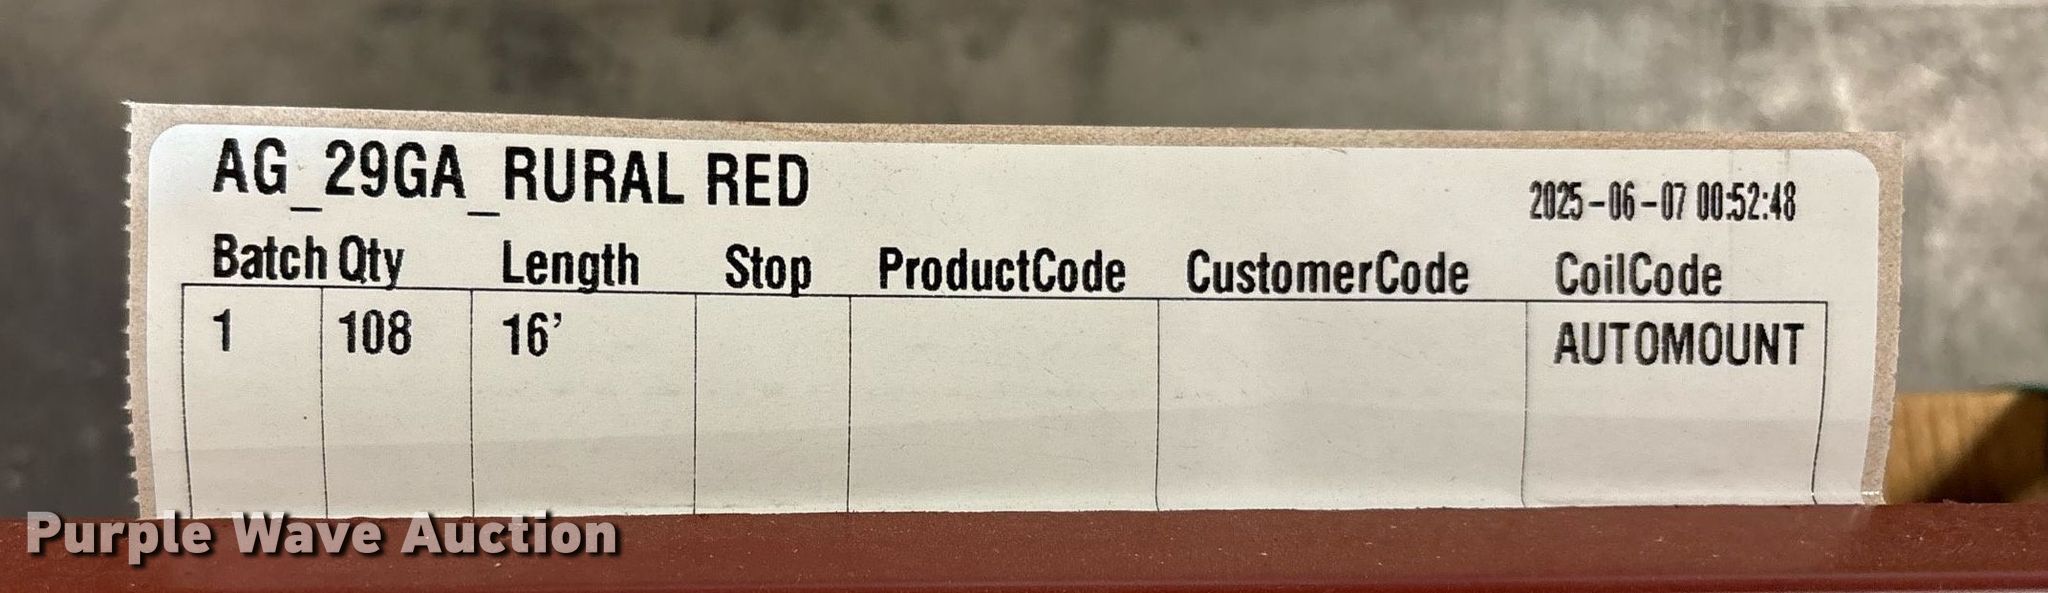 AG_29GA_RURAL RED
2025-06-07 00:52:48
Batch Qty Length Stop ProductCode CustomerCode CoilCode
1 108 16' AUTOMOUNT
Purple Wave Auction